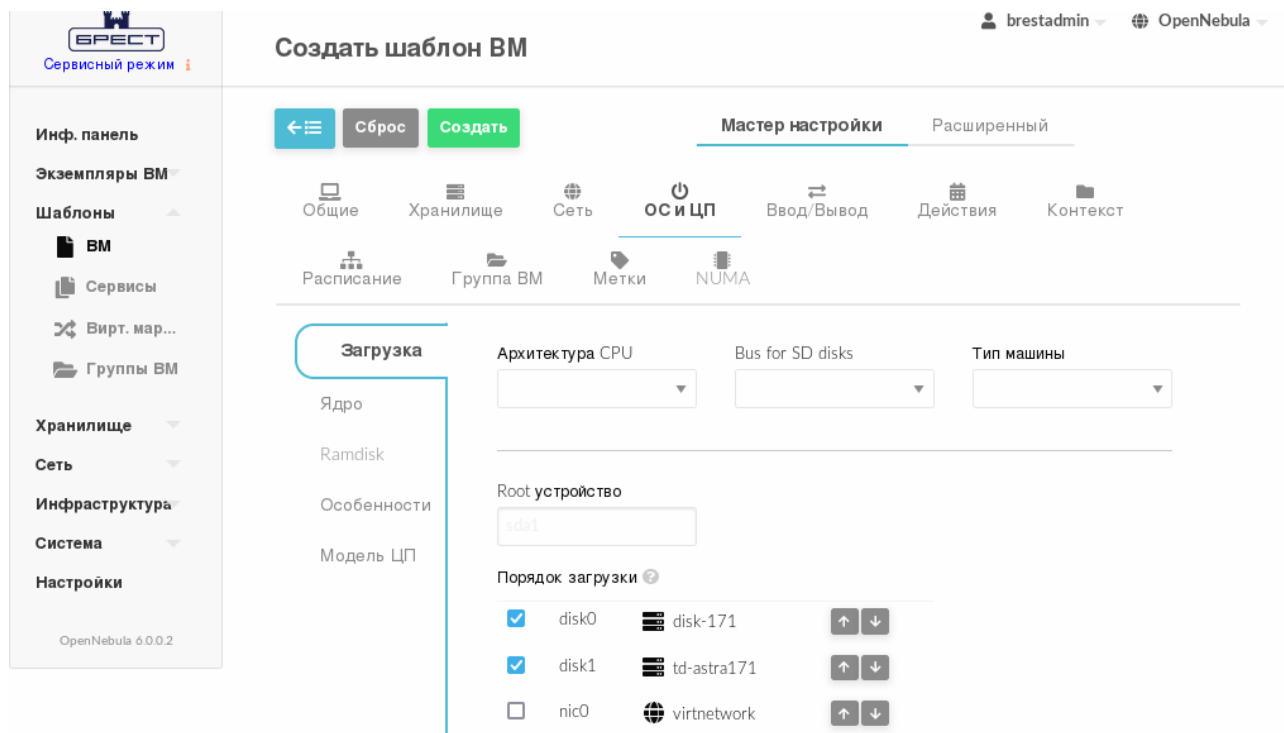 БРЕСТ
Сервисный режим i
brestadmin
OpenNebula
Создать шаблон ВМ
Сброс
Создать
Мастер настройки
Расширенный
Инф. панель
Экземпляры ВМ
Шаблоны
ВМ
Сервисы
Вирт. мар...
Группы ВМ
Хранилище
Сеть
Инфраструктура
Система
Настройки
OpenNebula 6.0.0.2
Общие
Хранилище
Сеть
ОС и ЦП
Ввод/Вывод
Действия
Контекст
Расписание
Группа ВМ
Метки
NUMA
Загрузка
Ядро
Ramdisk
Особенности
Модель ЦП
Архитектура CPU
Bus for SD disks
Тип машины
Root устройство
sda1
Порядок загрузки ?
disk0 disk-171
disk1 td-astra171
nic0 virtnetwork